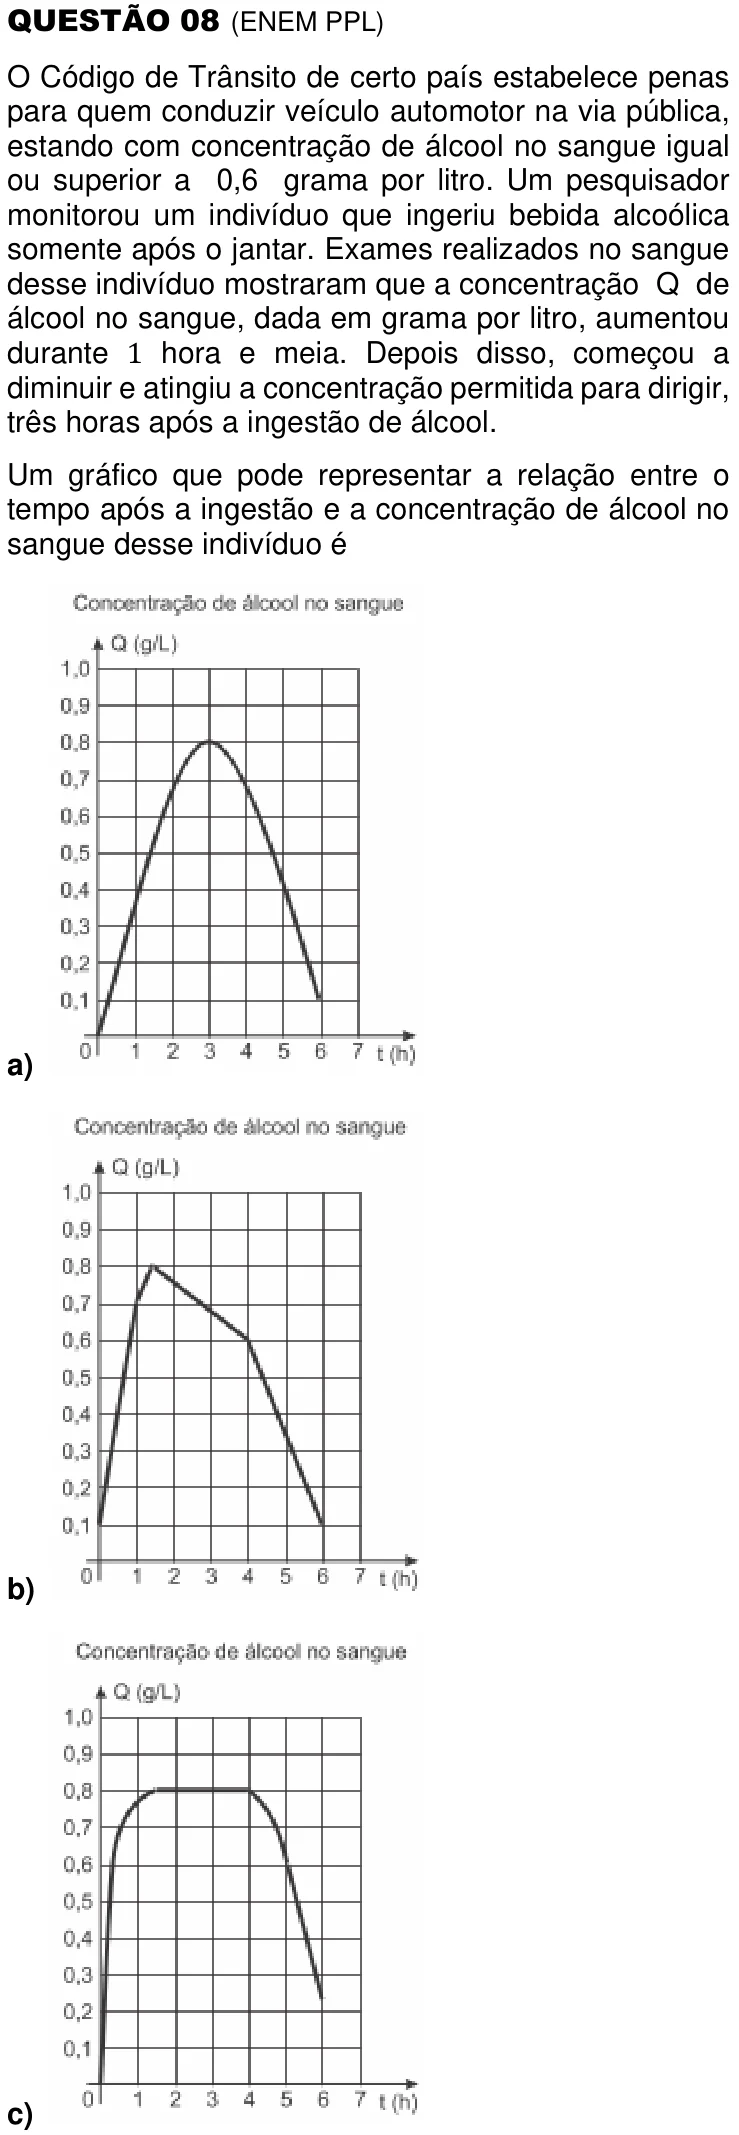 QUESTÃO 08 (ENEM PPL)
O Código de Trânsito de certo país estabelece penas
para quem conduzir veículo automotor na via pública,
estando com concentração de álcool no sangue igual
ou superior a 0,6 grama por litro. Um pesquisador
monitorou um indivíduo que ingeriu bebida alcoólica
somente após o jantar. Exames realizados no sangue
desse indivíduo mostraram que a concentração Q de
álcool no sangue, dada em grama por litro, aumentou
durante 1 hora e meia. Depois disso, começou a
diminuir e atingiu a concentração permitida para dirigir,
três horas após a ingestão de álcool.
Um gráfico que pode representar a relação entre o
tempo após a ingestão e a concentração de álcool no
sangue desse indivíduo é
Concentração de álcool no sangue
Q (g/L)
1,0
0,9
0,8
0,7
0,6
0,5
0,4
0,3
0,2
0,1
0 1 2 3 4 5 6 7 t (h)
a)
Concentração de álcool no sangue
Q (g/L)
1,0
0,9
0,8
0,7
0,6
0,5
0,4
0,3
0,2
0,1
0 1 2 3 4 5 6 7 t (h)
b)
Concentração de álcool no sangue
Q (g/L)
1,0
0,9
0,8
0,7
0,6
0,5
0,4
0,3
0,2
0,1
0 1 2 3 4 5 6 7 t (h)
c)